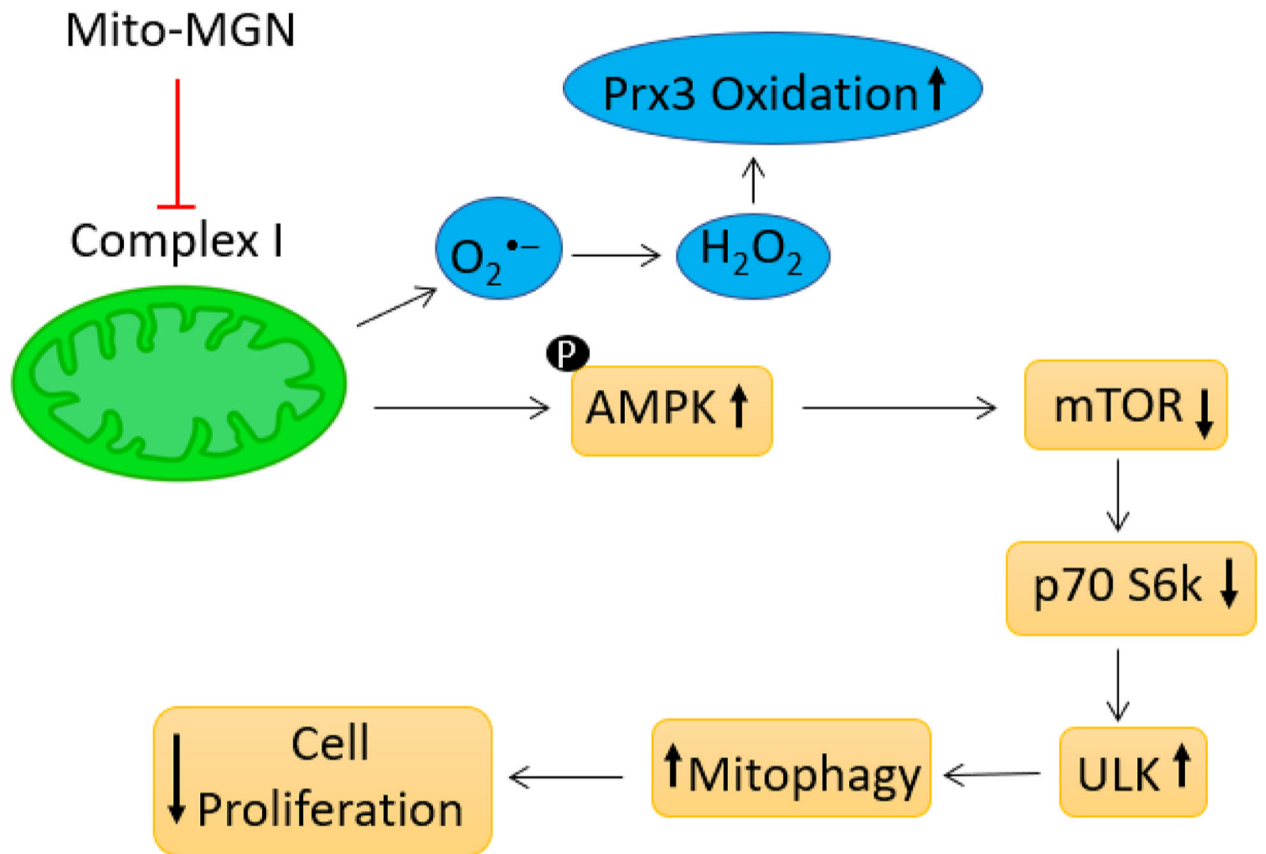 Mito-MGN
Prx3 Oxidation ↑
Complex I
O₂•−
H₂O₂
P
AMPK ↑
mTOR ↓
p70 S6k ↓
ULK ↑
↑Mitophagy
↓ Cell
Proliferation